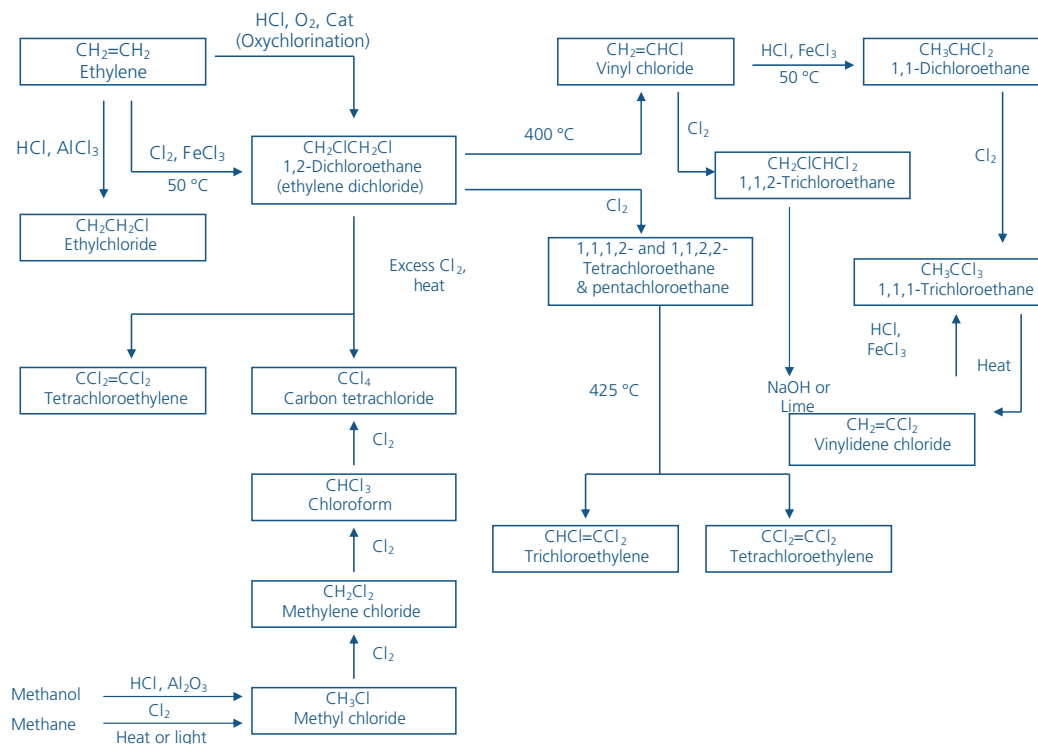 HCl, O₂, Cat
(Oxychlorination)
CH₂=CH₂
Ethylene
CH₂=CHCl
Vinyl chloride
HCl, FeCl₃
50 °C
CH₃CHCl₂
1,1-Dichloroethane
HCl, AlCl₃
Cl₂, FeCl₃
50 °C
CH₂ClCH₂Cl
1,2-Dichloroethane
(ethylene dichloride)
400 °C
Cl₂
CH₂ClCHCl₂
1,1,2-Trichloroethane
Cl₂
CH₂CH₂Cl
Ethylchloride
Cl₂
1,1,1,2- and 1,1,2,2-
Tetrachloroethane
& pentachloroethane
CH₃CCl₃
1,1,1-Trichloroethane
Excess Cl₂,
heat
HCl,
FeCl₃
Heat
CCl₂=CCl₂
Tetrachloroethylene
CCl₄
Carbon tetrachloride
425 °C
NaOH or
Lime
CH₂=CCl₂
Vinylidene chloride
Cl₂
CHCl₃
Chloroform
CHCl=CCl₂
Trichloroethylene
CCl₂=CCl₂
Tetrachloroethylene
Cl₂
CH₂Cl₂
Methylene chloride
Cl₂
Methanol
HCl, Al₂O₃
CH₃Cl
Methyl chloride
Methane
Cl₂
Heat or light